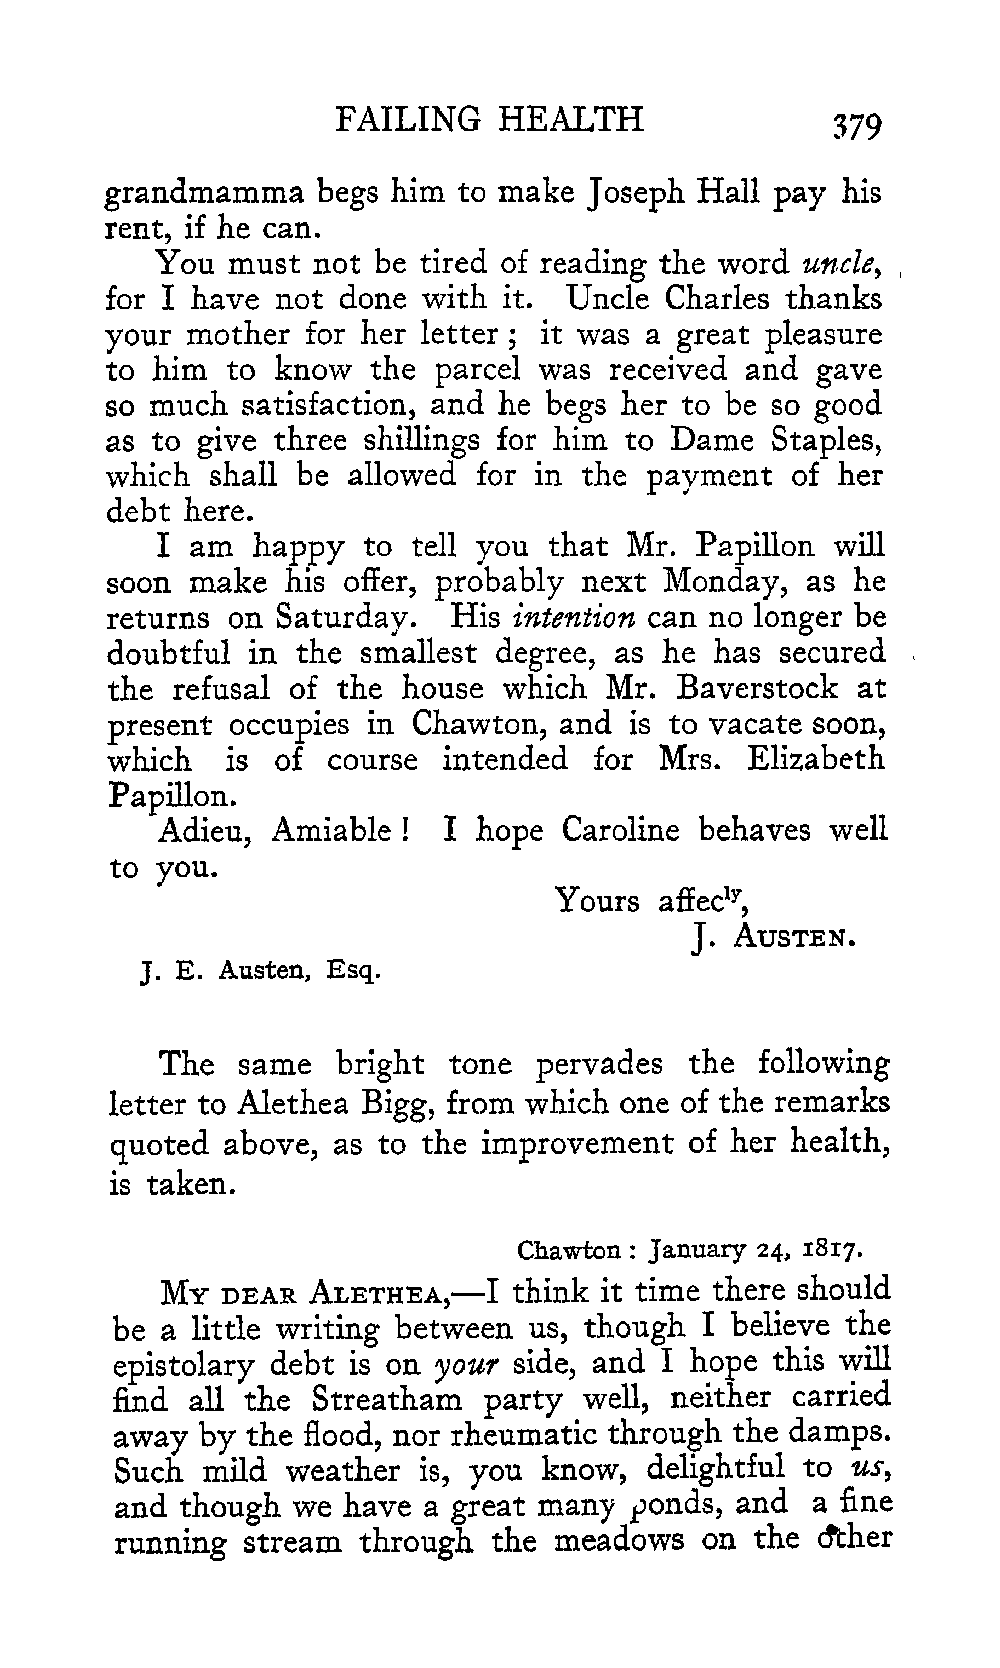 FAILING HEALTH 379
grandmamma begs him to make Joseph Hall pay his
rent, if he can.
You must not be tired of reading the word uncle,
for I have not done with it. Uncle Charles thanks
your mother for her letter ; it was a great pleasure
to him to know the parcel was received and gave
so much satisfaction, and he begs her to be so good
as to give three shillings for him to Dame Staples,
which shall be allowed for in the payment of her
debt here.
I am happy to tell you that Mr. Papillon will
soon make his offer, probably next Monday, as he
returns on Saturday. His intention can no longer be
doubtful in the smallest degree, as he has secured
the refusal of the house which Mr. Baverstock at
present occupies in Chawton, and is to vacate soon,
which is of course intended for Mrs. Elizabeth
Papillon.
Adieu, Amiable ! I hope Caroline behaves well
to you.
Yours affecly,
J. AUSTEN.
J. E. Austen, Esq.
The same bright tone pervades the following
letter to Alethea Bigg, from which one of the remarks
quoted above, as to the improvement of her health,
is taken.
Chawton : January 24, 1817.
MY DEAR ALETHEA,—I think it time there should
be a little writing between us, though I believe the
epistolary debt is on your side, and I hope this will
find all the Streatham party well, neither carried
away by the flood, nor rheumatic through the damps.
Such mild weather is, you know, delightful to us,
and though we have a great many ponds, and a fine
running stream through the meadows on the other